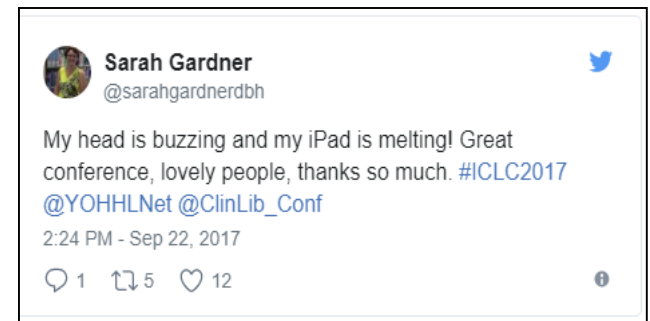 Sarah Gardner
@sarahgardnerdbh
My head is buzzing and my iPad is melting! Great
conference, lovely people, thanks so much. #ICLC2017
@YOHHLNet @ClinLib_Conf
2:24 PM - Sep 22, 2017
1 5 12